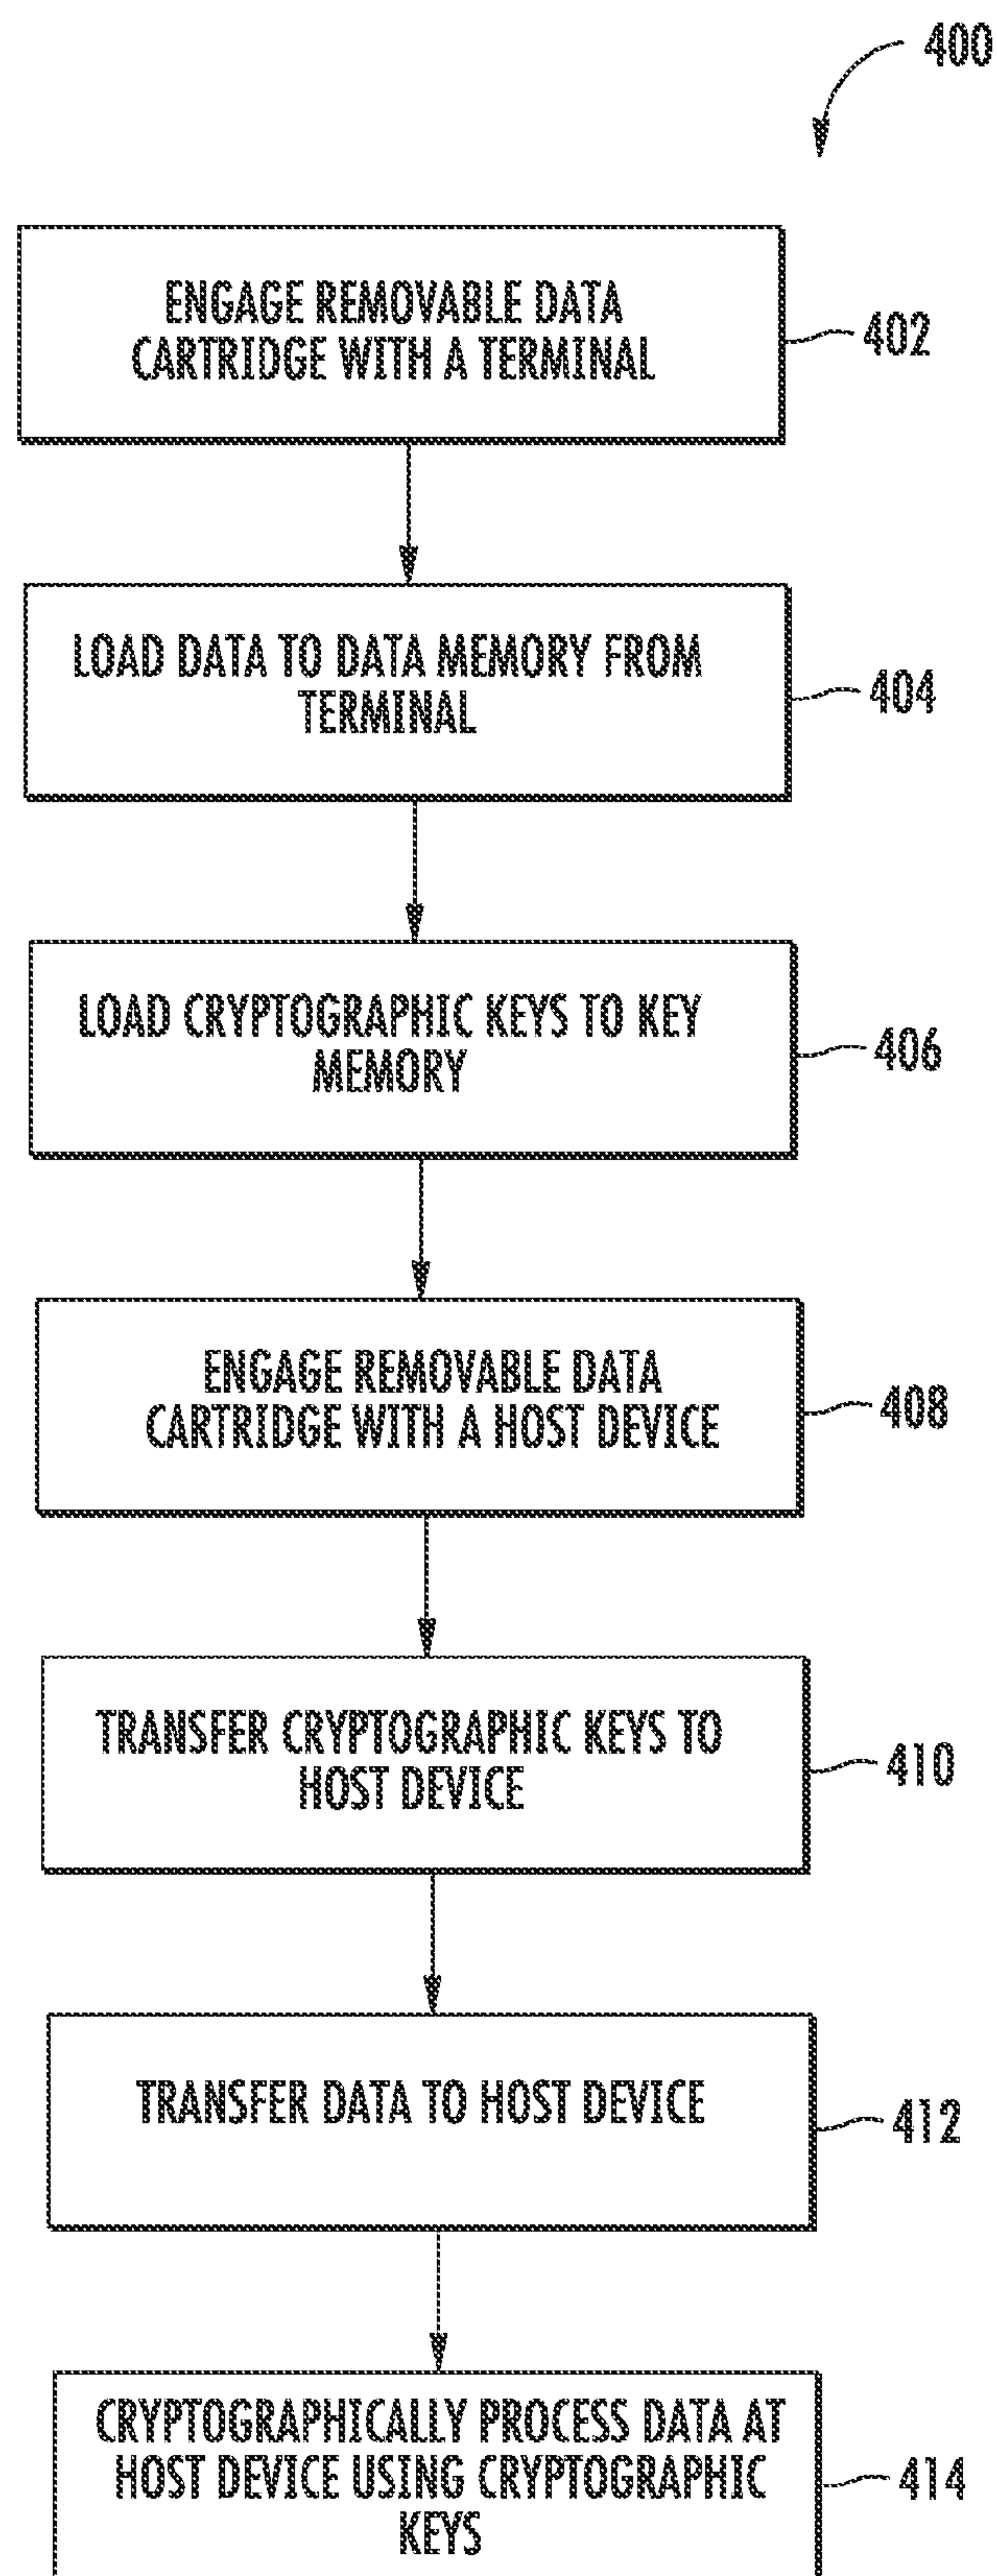 400
ENGAGE REMOVABLE DATA
CARTRIDGE WITH A TERMINAL
402
LOAD DATA TO DATA MEMORY FROM
TERMINAL
404
LOAD CRYPTOGRAPHIC KEYS TO KEY
MEMORY
406
ENGAGE REMOVABLE DATA
CARTRIDGE WITH A HOST DEVICE
408
TRANSFER CRYPTOGRAPHIC KEYS TO
HOST DEVICE
410
TRANSFER DATA TO HOST DEVICE
412
CRYPTOGRAPHICALLY PROCESS DATA AT
HOST DEVICE USING CRYPTOGRAPHIC
KEYS
414